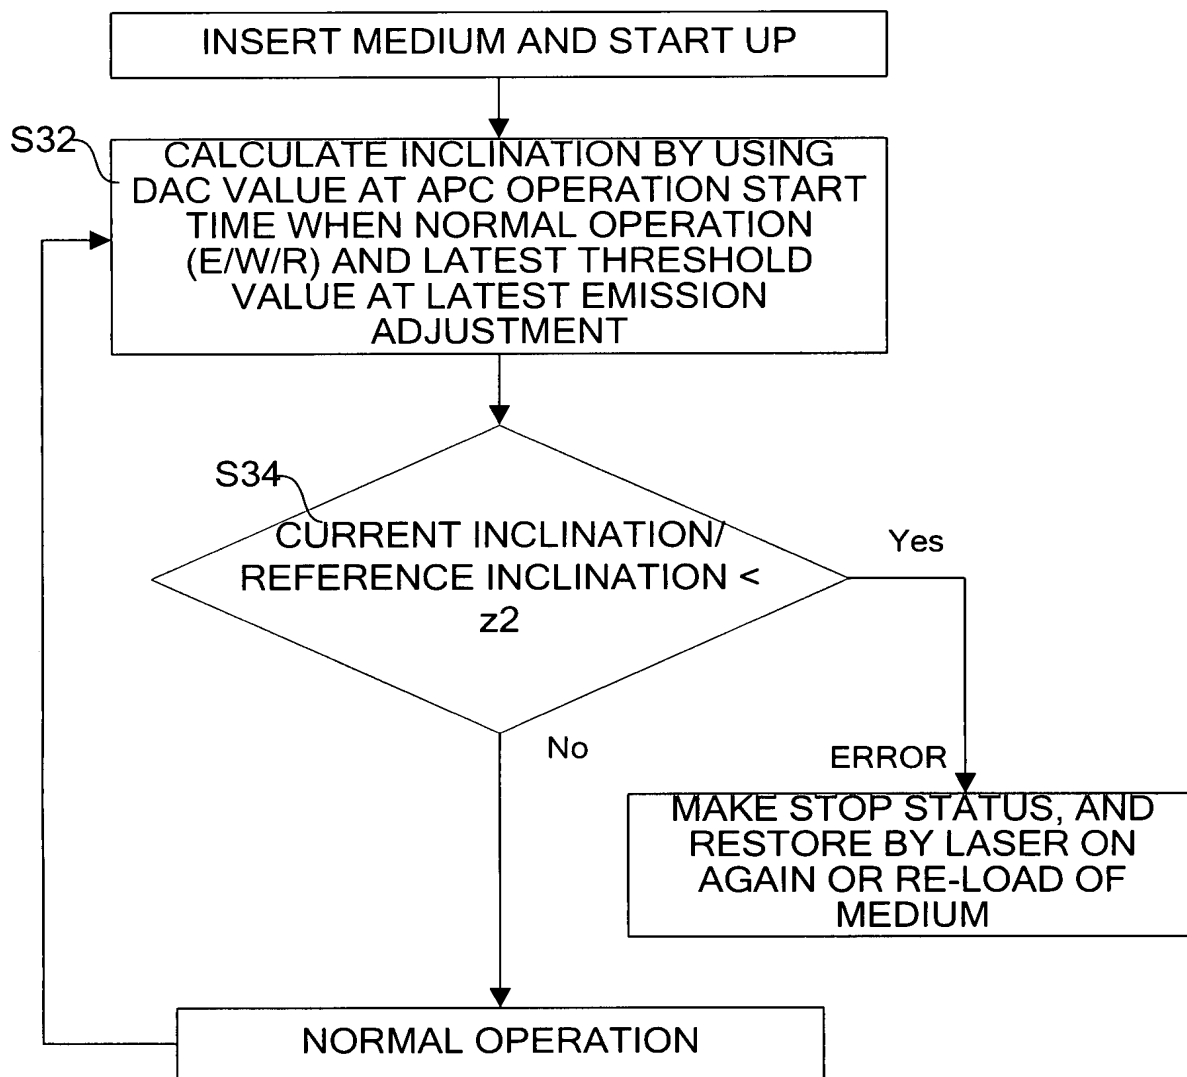 INSERT MEDIUM AND START UP
S32
CALCULATE INCLINATION BY USING
DAC VALUE AT APC OPERATION START
TIME WHEN NORMAL OPERATION
(E/W/R) AND LATEST THRESHOLD
VALUE AT LATEST EMISSION
ADJUSTMENT
S34
CURRENT INCLINATION/
REFERENCE INCLINATION <
z2
Yes
No
ERROR
MAKE STOP STATUS, AND
RESTORE BY LASER ON
AGAIN OR RE-LOAD OF
MEDIUM
NORMAL OPERATION